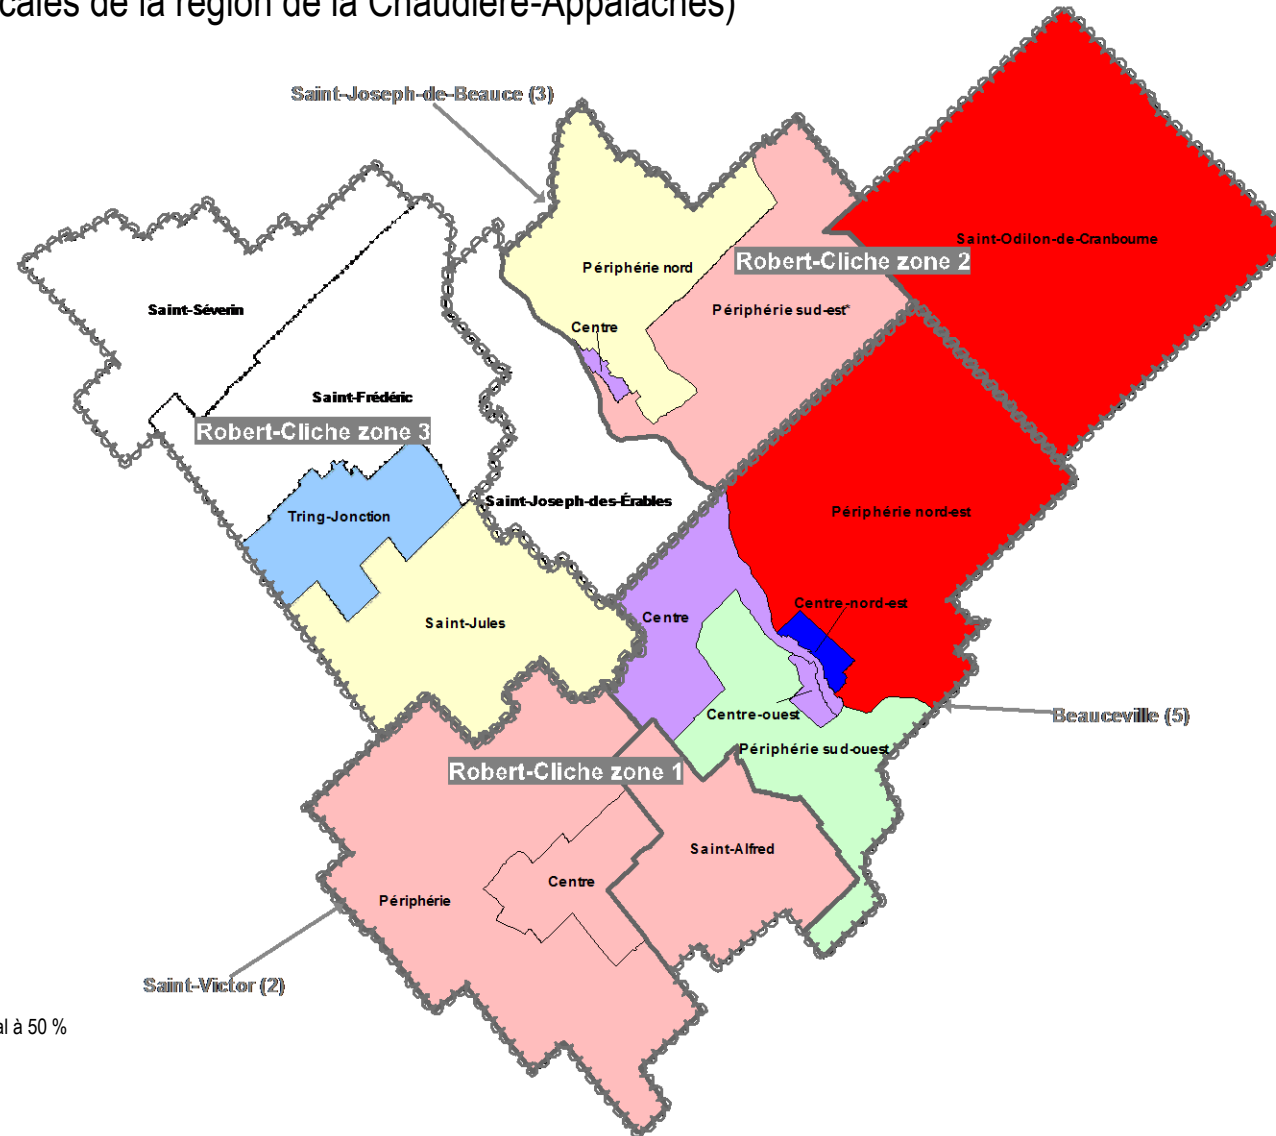 cales de la région de la Chaudière-Appalaches)
Saint-Joseph-de-Beauce (3)
Saint-Odilon-de-Cranbourne
Robert-Cliche zone 2
Périphérie nord
Périphérie sud-est*
Saint-Séverin
Centre
Saint-Frédéric
Robert-Cliche zone 3
Saint-Joseph-des-Érables
Tring-Jonction
Périphérie nord-est
Centre-nord-est
Centre
Saint-Jules
Centre-ouest
Beauceville (5)
Périphérie sud-ouest
Robert-Cliche zone 1
Saint-Alfred
Centre
Périphérie
Saint-Victor (2)
al à 50 %